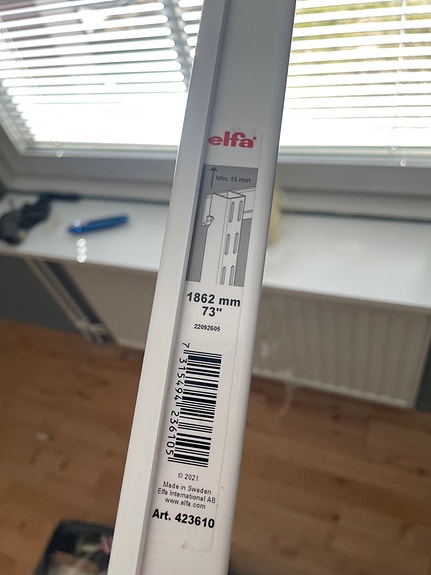 elfa®
Min. 15 mm
1862 mm
73"
22092605
7 315494 236105
© 2021
Made in Sweden
Elfa International AB
www.elfa.com
Art. 423610